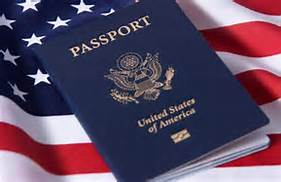 PASSPORT
United States
of America